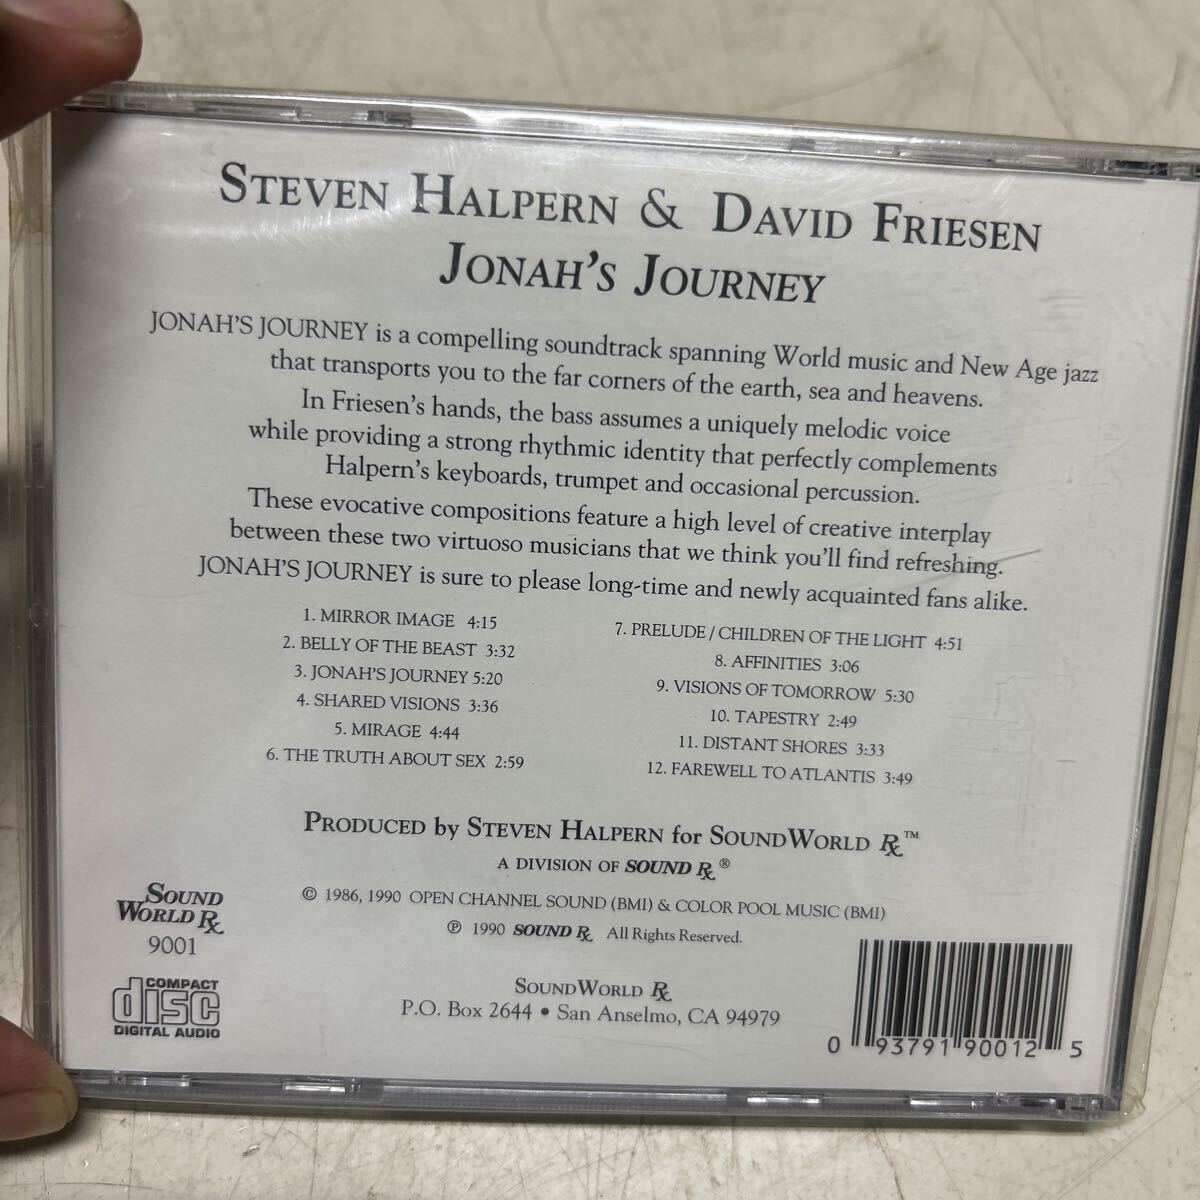 STEVEN HALPERN & DAVID FRIESEN
JONAH'S JOURNEY
JONAH'S JOURNEY is a compelling soundtrack spanning World music and New Age jazz
that transports you to the far corners of the earth, sea and heavens.
In Friesen's hands, the bass assumes a uniquely melodic voice
while providing a strong rhythmic identity that perfectly complements
Halpern's keyboards, trumpet and occasional percussion.
These evocative compositions feature a high level of creative interplay
between these two virtuoso musicians that we think you'll find refreshing.
JONAH'S JOURNEY is sure to please long-time and newly acquainted fans alike.
1. MIRROR IMAGE 4:15
2. BELLY OF THE BEAST 3:32
3. JONAH'S JOURNEY 5:20
4. SHARED VISIONS 3:36
5. MIRAGE 4:44
6. THE TRUTH ABOUT SEX 2:59
7. PRELUDE / CHILDREN OF THE LIGHT 4:51
8. AFFINITIES 3:06
9. VISIONS OF TOMORROW 5:30
10. TAPESTRY 2:49
11. DISTANT SHORES 3:33
12. FAREWELL TO ATLANTIS 3:49
PRODUCED by STEVEN HALPERN for SOUNDWORLD ℞™
A DIVISION OF SOUND ℞®
© 1986, 1990 OPEN CHANNEL SOUND (BMI) & COLOR POOL MUSIC (BMI)
℗ 1990 SOUND ℞ All Rights Reserved.
SOUND
WORLD ℞
9001
COMPACT
disc
DIGITAL AUDIO
SOUNDWORLD ℞
P.O. Box 2644 • San Anselmo, CA 94979
0 93791 90012 5